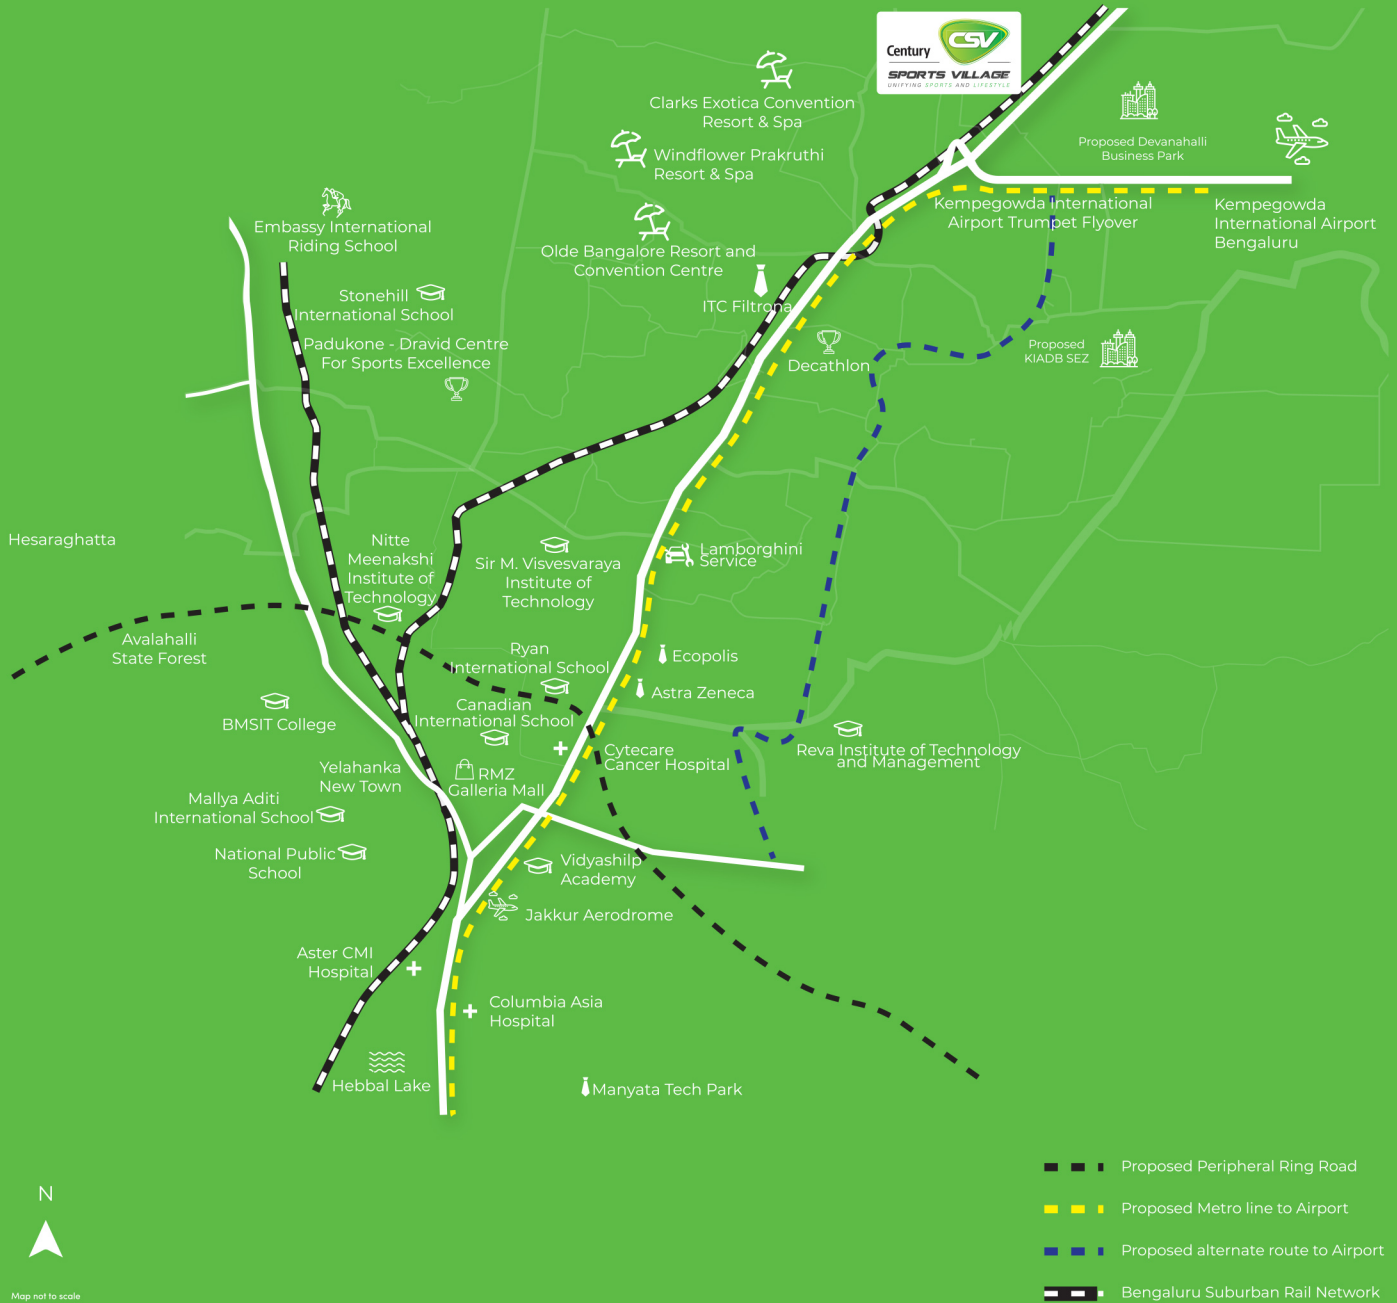 Century
CSV
SPORTS VILLAGE
UNIFYING SPORTS AND LIFESTYLE
Clarks Exotica Convention
Resort & Spa
Windflower Prakruthi
Resort & Spa
Proposed Devanahalli
Business Park
Kempegowda International
Airport Trumpet Flyover
Kempegowda
International Airport
Bengaluru
Embassy International
Riding School
Olde Bangalore Resort and
Convention Centre
Stonehill
International School
ITC Filtrona
Padukone - Dravid Centre
For Sports Excellence
Decathlon
Proposed
KIADB SEZ
Hesaraghatta
Nitte
Meenakshi
Institute of
Technology
Sir M. Visvesvaraya
Institute of
Technology
Lamborghini
Service
Avalahalli
State Forest
Ryan
International School
Ecopolis
Astra Zeneca
Canadian
International School
BMSIT College
Cytecare
Cancer Hospital
Reva Institute of Technology
and Management
Yelahanka
New Town
RMZ
Galleria Mall
Mallya Aditi
International School
National Public
School
Vidyashilp
Academy
Jakkur Aerodrome
Aster CMI
Hospital
Columbia Asia
Hospital
Hebbal Lake
Manyata Tech Park
Proposed Peripheral Ring Road
Proposed Metro line to Airport
Proposed alternate route to Airport
Bengaluru Suburban Rail Network
N
Map not to scale